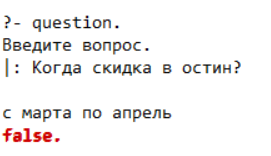 ?- question.
Введите вопрос.
|: Когда скидка в остин?
с марта по апрель
false.